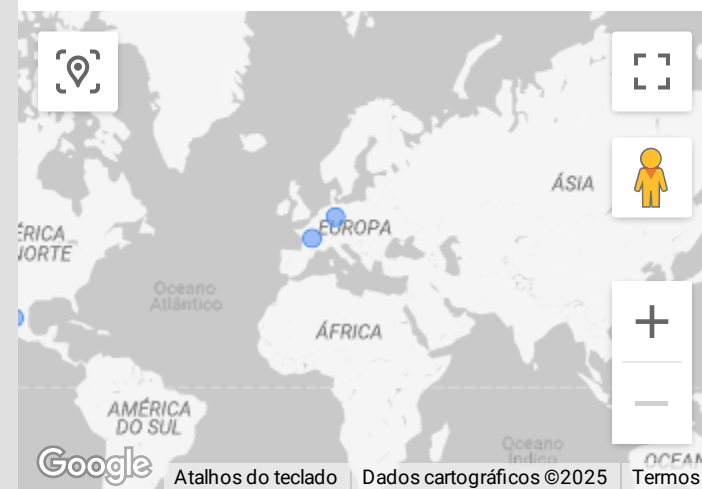 ÁSIA
EUROPA
ÉRICA
NORTE
Oceano
Atlântico
ÁFRICA
AMÉRICA
DO SUL
Oceano
Índico
OCEAN
Google
Atalhos do teclado
Dados cartográficos ©2025
Termos